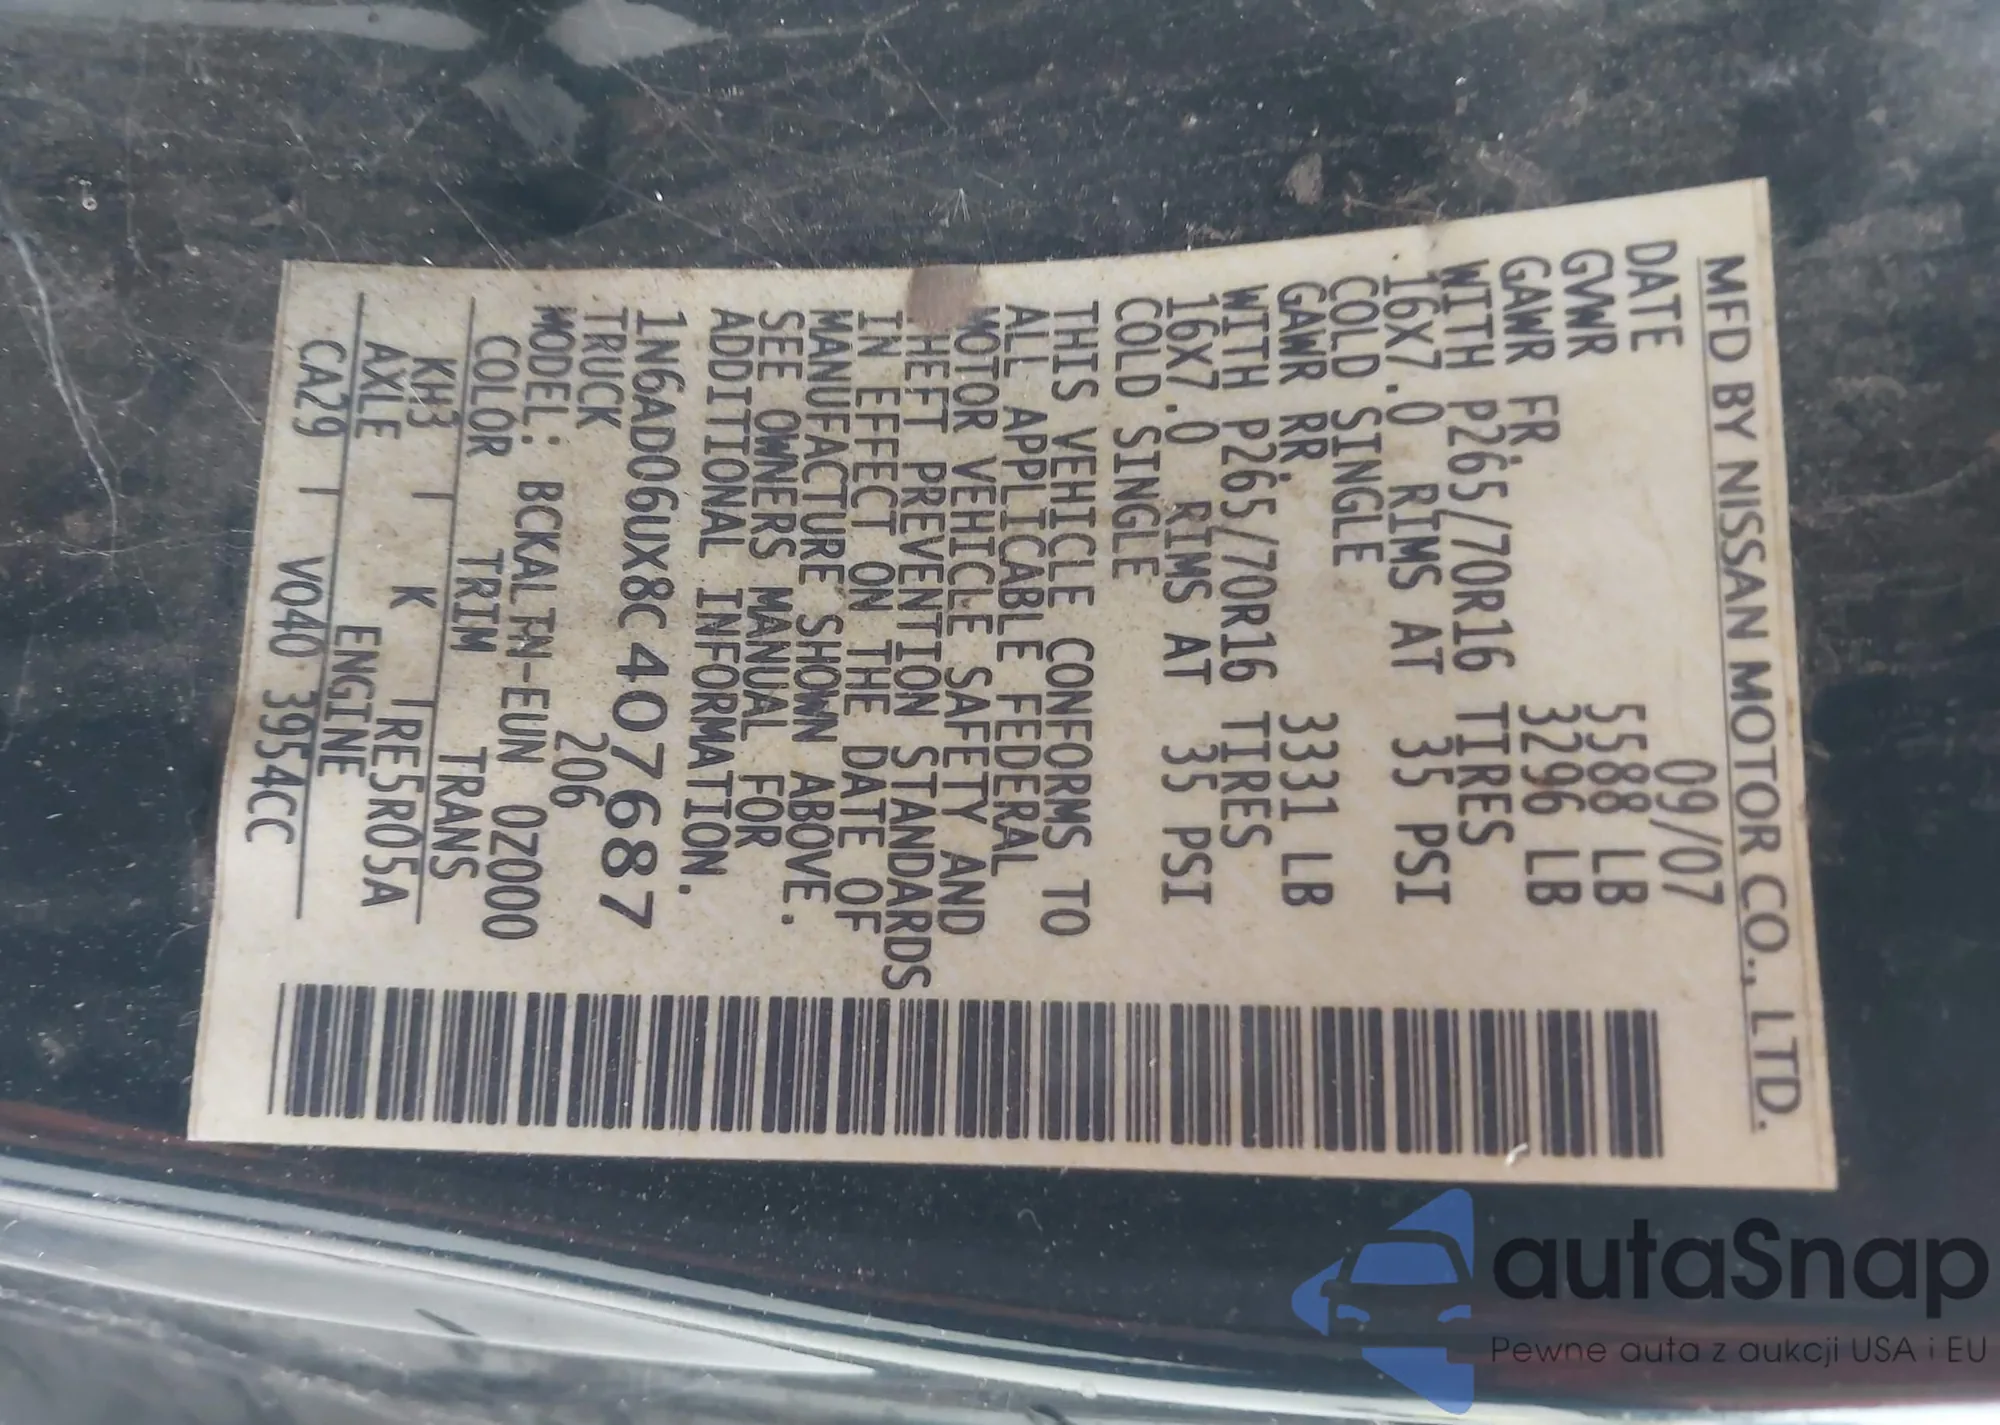 MFD BY NISSAN MOTOR CO., LTD.
DATE 09/07
GVWR 5588 LB
GAWR FR. 3296 LB
WITH P265/70R16 TIRES
16X7.0 RIMS AT 35 PSI
COLD SINGLE
GAWR RR. 3331 LB
WITH P265/70R16 TIRES
16X7.0 RIMS AT 35 PSI
COLD SINGLE
THIS VEHICLE CONFORMS TO
ALL APPLICABLE FEDERAL
MOTOR VEHICLE SAFETY AND
THEFT PREVENTION STANDARDS
IN EFFECT ON THE DATE OF
MANUFACTURE SHOWN ABOVE.
SEE OWNERS MANUAL FOR
ADDITIONAL INFORMATION.
1N6AD06UX8C407687
TRUCK 206
MODEL: BCKALTN-EUN 0Z000
COLOR TRIM TRANS
KH3 K TRE5R05A
AXLE ENGINE
CA29 VQ40 3954CC
autaSnap
Pewne auta z aukcji USA i EU